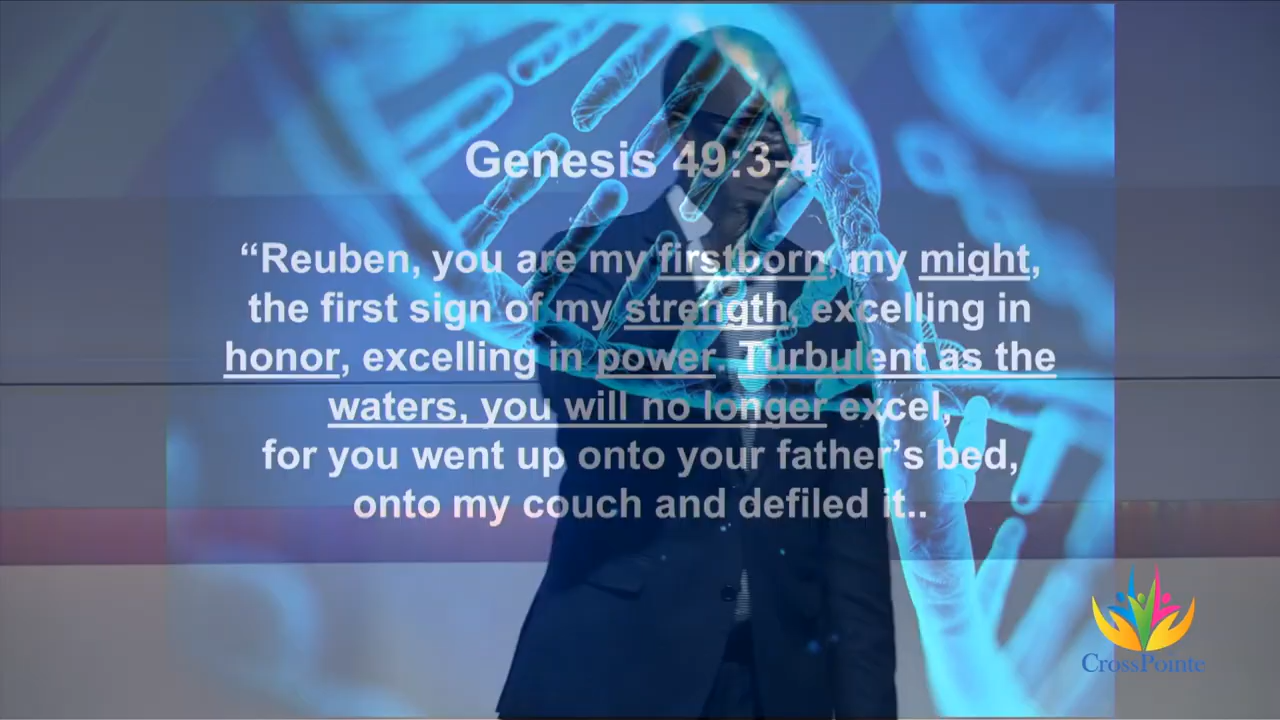 Genesis 49:3-4
“Reuben, you are my firstborn, my might,
the first sign of my strength, excelling in
honor, excelling in power. Turbulent as the
waters, you will no longer excel,
for you went up onto your father’s bed,
onto my couch and defiled it..
CrossPointe